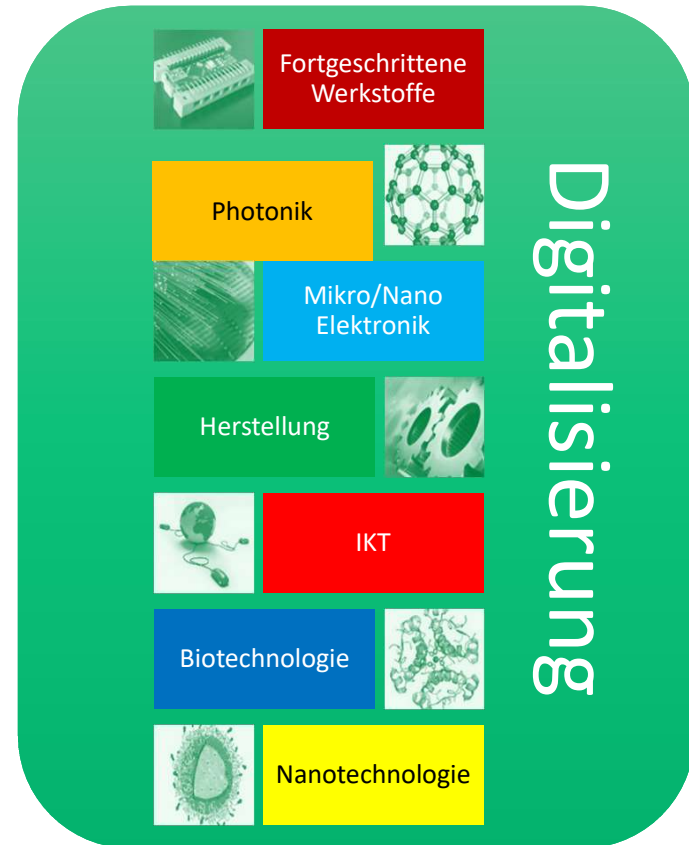 Fortgeschrittene
Werkstoffe
Photonik
Mikro/Nano
Elektronik
Herstellung
IKT
Biotechnologie
Nanotechnologie
Digitalisierung